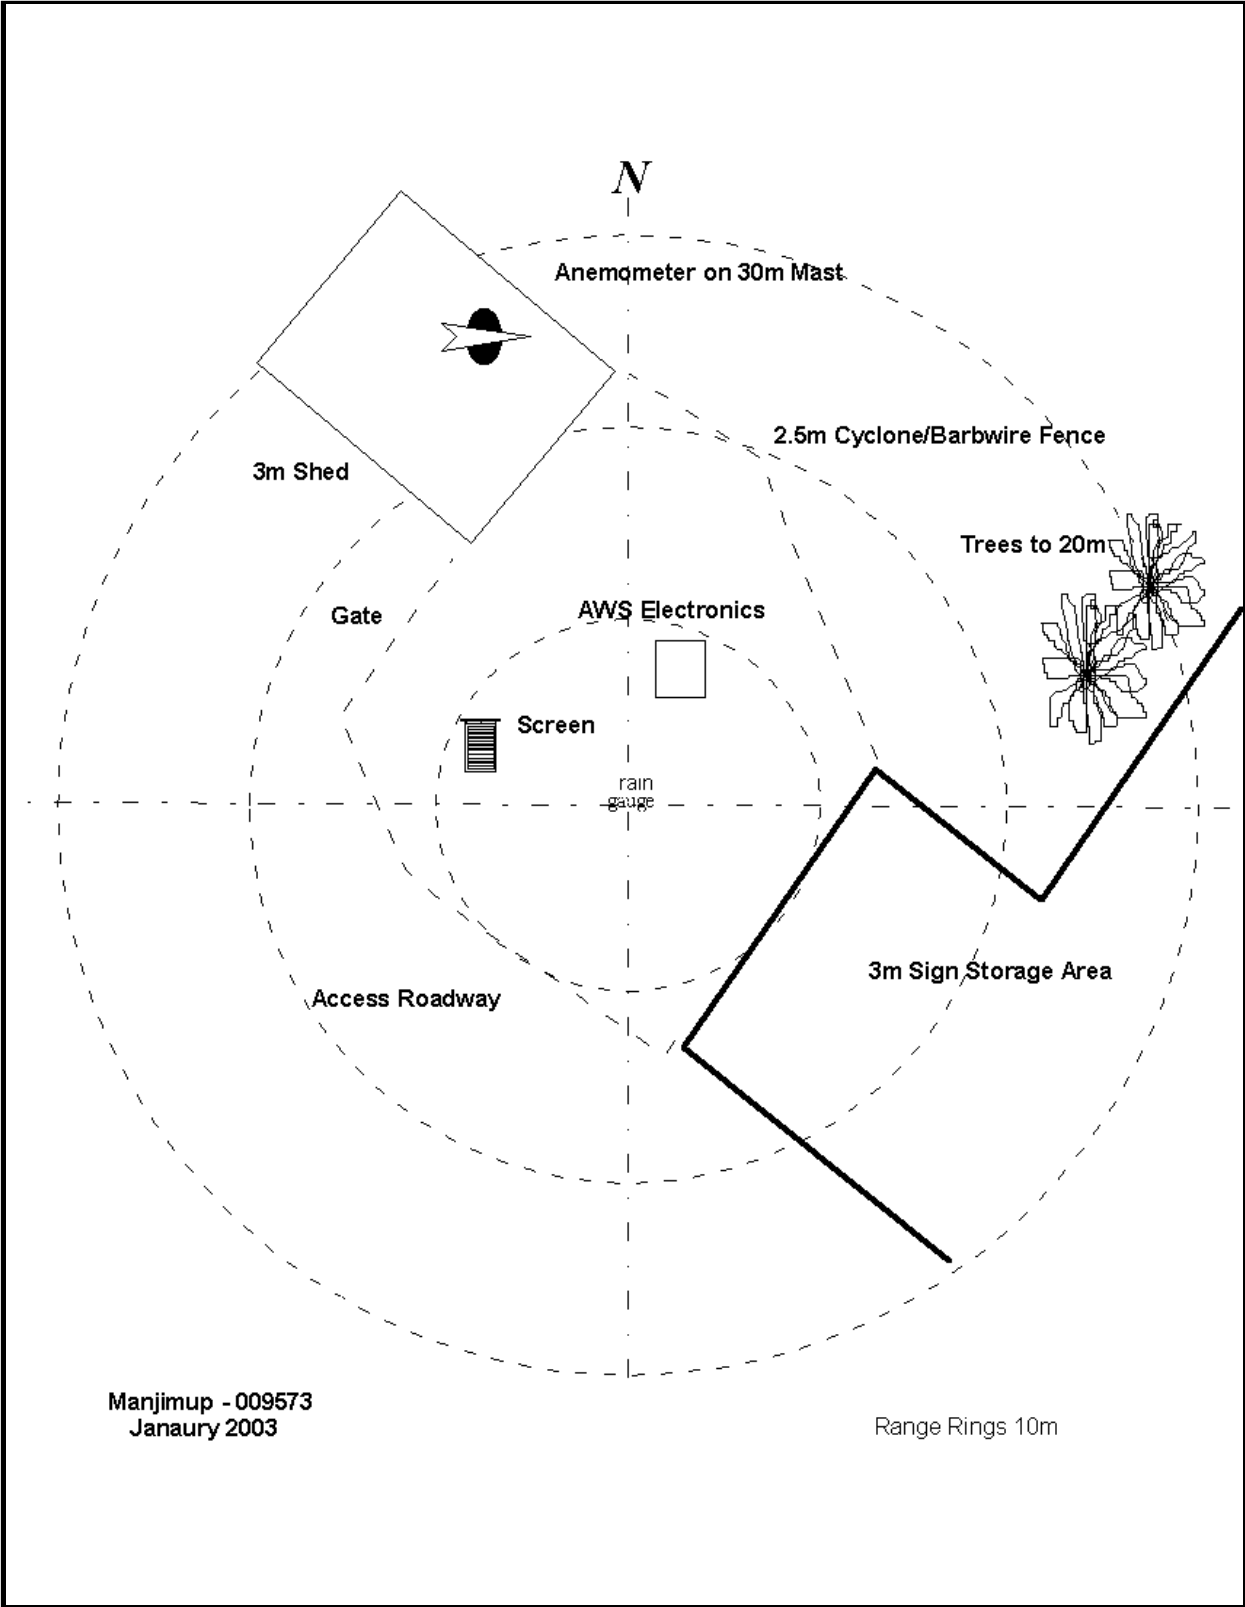 N
Anemometer on 30m Mast
2.5m Cyclone/Barbwire Fence
3m Shed
Trees to 20m
Gate
AWS Electronics
Screen
rain
gauge
3m Sign Storage Area
Access Roadway
Manjimup - 009573
Janaury 2003
Range Rings 10m